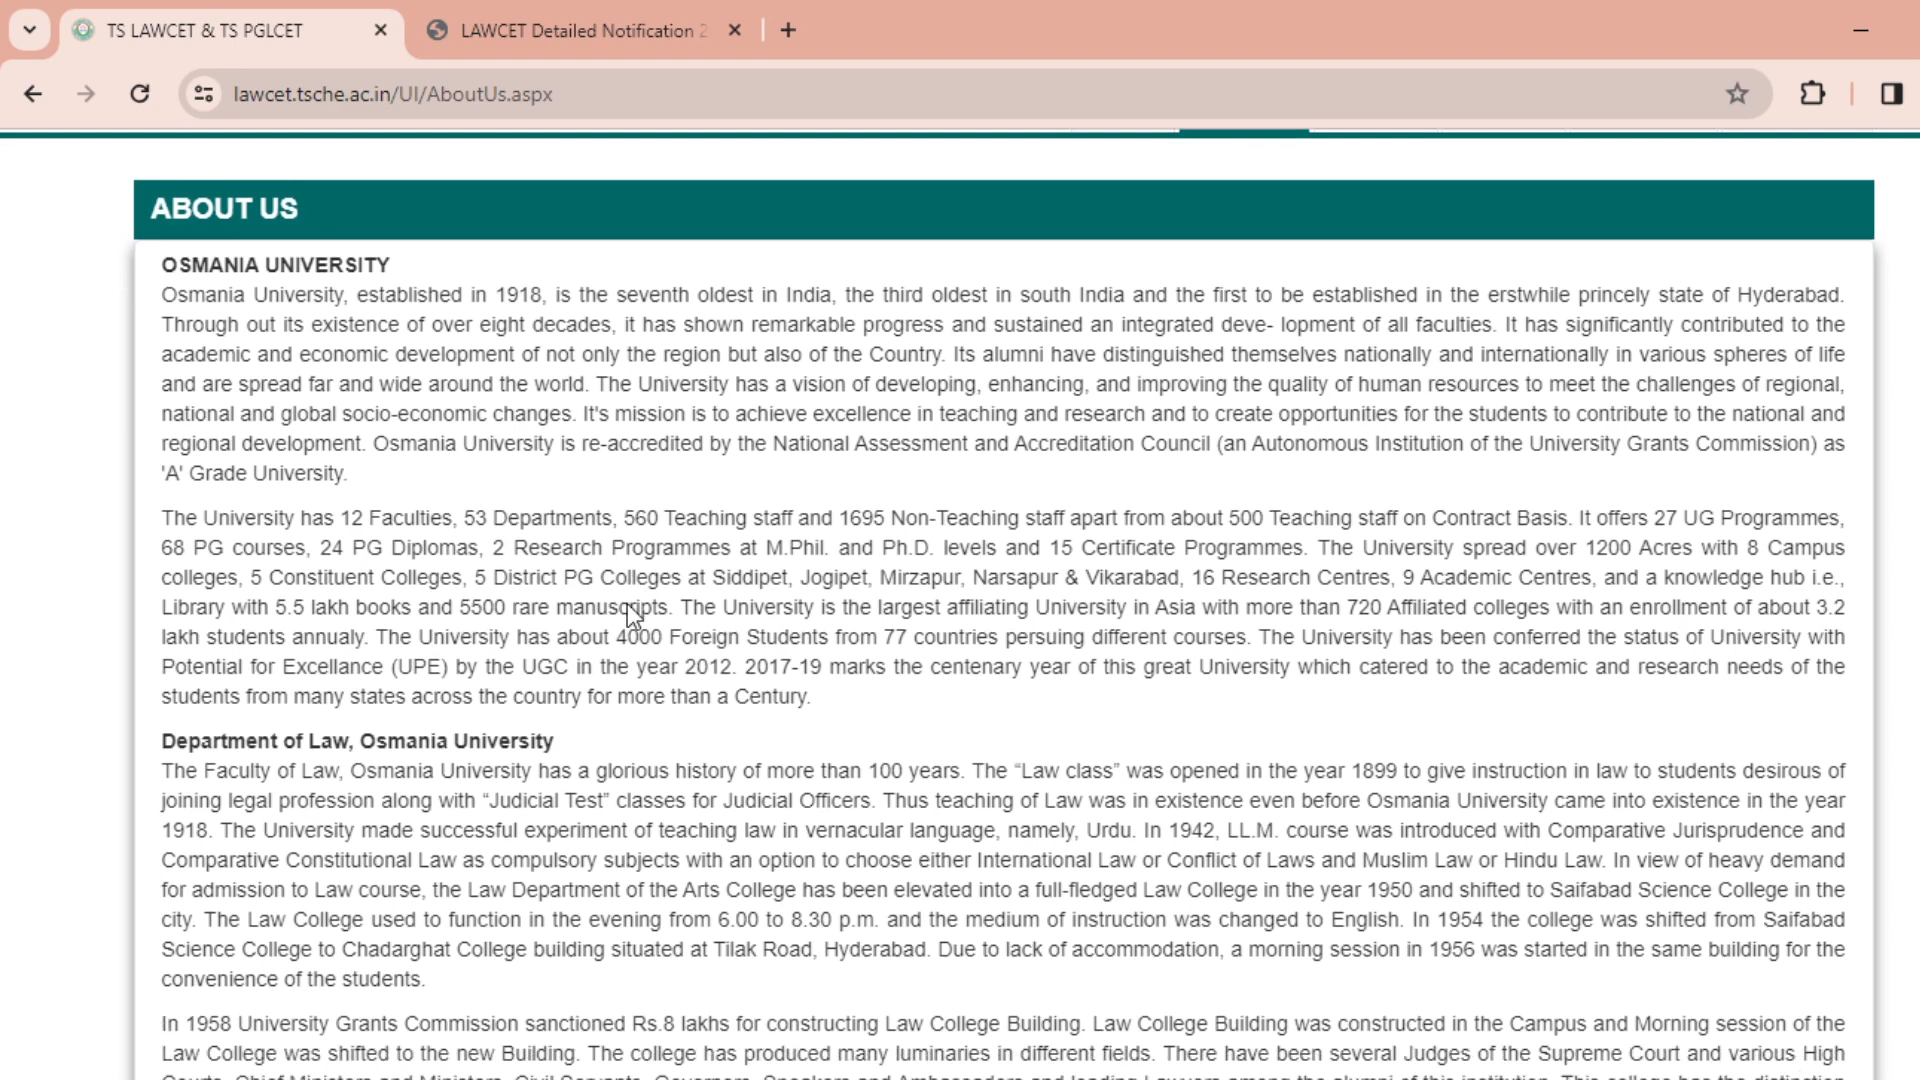 TS LAWCET & TS PGLCET
LAWCET Detailed Notification 2
lawcet.tsche.ac.in/UI/AboutUs.aspx
ABOUT US
OSMANIA UNIVERSITY
Osmania University, established in 1918, is the seventh oldest in India, the third oldest in south India and the first to be established in the erstwhile princely state of Hyderabad.
Through out its existence of over eight decades, it has shown remarkable progress and sustained an integrated deve- lopment of all faculties. It has significantly contributed to the
academic and economic development of not only the region but also of the Country. Its alumni have distinguished themselves nationally and internationally in various spheres of life
and are spread far and wide around the world. The University has a vision of developing, enhancing, and improving the quality of human resources to meet the challenges of regional,
national and global socio-economic changes. It's mission is to achieve excellence in teaching and research and to create opportunities for the students to contribute to the national and
regional development. Osmania University is re-accredited by the National Assessment and Accreditation Council (an Autonomous Institution of the University Grants Commission) as
'A' Grade University.
The University has 12 Faculties, 53 Departments, 560 Teaching staff and 1695 Non-Teaching staff apart from about 500 Teaching staff on Contract Basis. It offers 27 UG Programmes,
68 PG courses, 24 PG Diplomas, 2 Research Programmes at M.Phil. and Ph.D. levels and 15 Certificate Programmes. The University spread over 1200 Acres with 8 Campus
colleges, 5 Constituent Colleges, 5 District PG Colleges at Siddipet, Jogipet, Mirzapur, Narsapur & Vikarabad, 16 Research Centres, 9 Academic Centres, and a knowledge hub i.e.,
Library with 5.5 lakh books and 5500 rare manuscripts. The University is the largest affiliating University in Asia with more than 720 Affiliated colleges with an enrollment of about 3.2
lakh students annualy. The University has about 4000 Foreign Students from 77 countries persuing different courses. The University has been conferred the status of University with
Potential for Excellance (UPE) by the UGC in the year 2012. 2017-19 marks the centenary year of this great University which catered to the academic and research needs of the
students from many states across the country for more than a Century.
Department of Law, Osmania University
The Faculty of Law, Osmania University has a glorious history of more than 100 years. The “Law class” was opened in the year 1899 to give instruction in law to students desirous of
joining legal profession along with “Judicial Test” classes for Judicial Officers. Thus teaching of Law was in existence even before Osmania University came into existence in the year
1918. The University made successful experiment of teaching law in vernacular language, namely, Urdu. In 1942, LL.M. course was introduced with Comparative Jurisprudence and
Comparative Constitutional Law as compulsory subjects with an option to choose either International Law or Conflict of Laws and Muslim Law or Hindu Law. In view of heavy demand
for admission to Law course, the Law Department of the Arts College has been elevated into a full-fledged Law College in the year 1950 and shifted to Saifabad Science College in the
city. The Law College used to function in the evening from 6.00 to 8.30 p.m. and the medium of instruction was changed to English. In 1954 the college was shifted from Saifabad
Science College to Chadarghat College building situated at Tilak Road, Hyderabad. Due to lack of accommodation, a morning session in 1956 was started in the same building for the
convenience of the students.
In 1958 University Grants Commission sanctioned Rs.8 lakhs for constructing Law College Building. Law College Building was constructed in the Campus and Morning session of the
Law College was shifted to the new Building. The college has produced many luminaries in different fields. There have been several Judges of the Supreme Court and various High